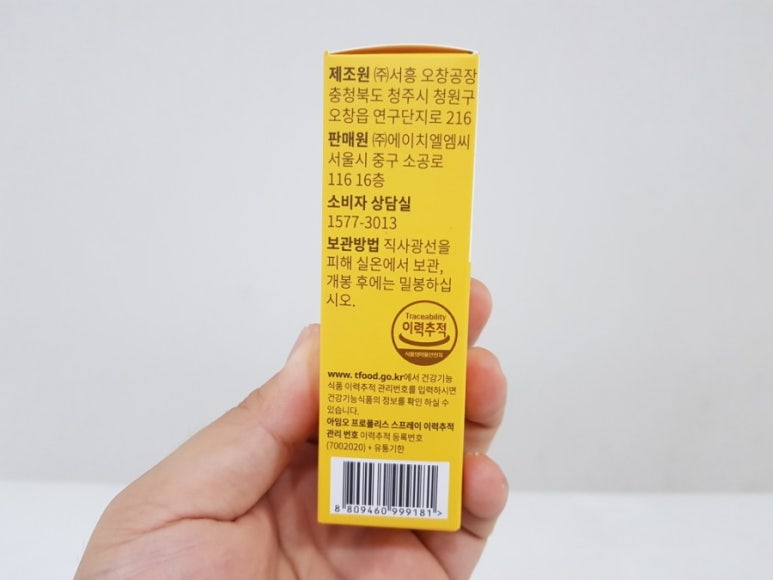 제조원 ㈜서흥 오창공장
충청북도 청주시 청원구
오창읍 연구단지로 216
판매원 ㈜에이치엘엠씨
서울시 중구 소공로
116 16층
소비자 상담실
1577-3013
보관방법 직사광선을
피해 실온에서 보관,
개봉 후에는 밀봉하십
시오.
Traceability
이력추적
식품의약품안전처
www. tfood.go.kr에서 건강기능
식품 이력추적 관리번호를 입력하시면
건강기능식품의 정보를 확인 하실 수
있습니다.
아임오 프로폴리스 스프레이 이력추적
관리 번호 이력추적 등록번호
(7002020) + 유통기한
8 809460 999181 >